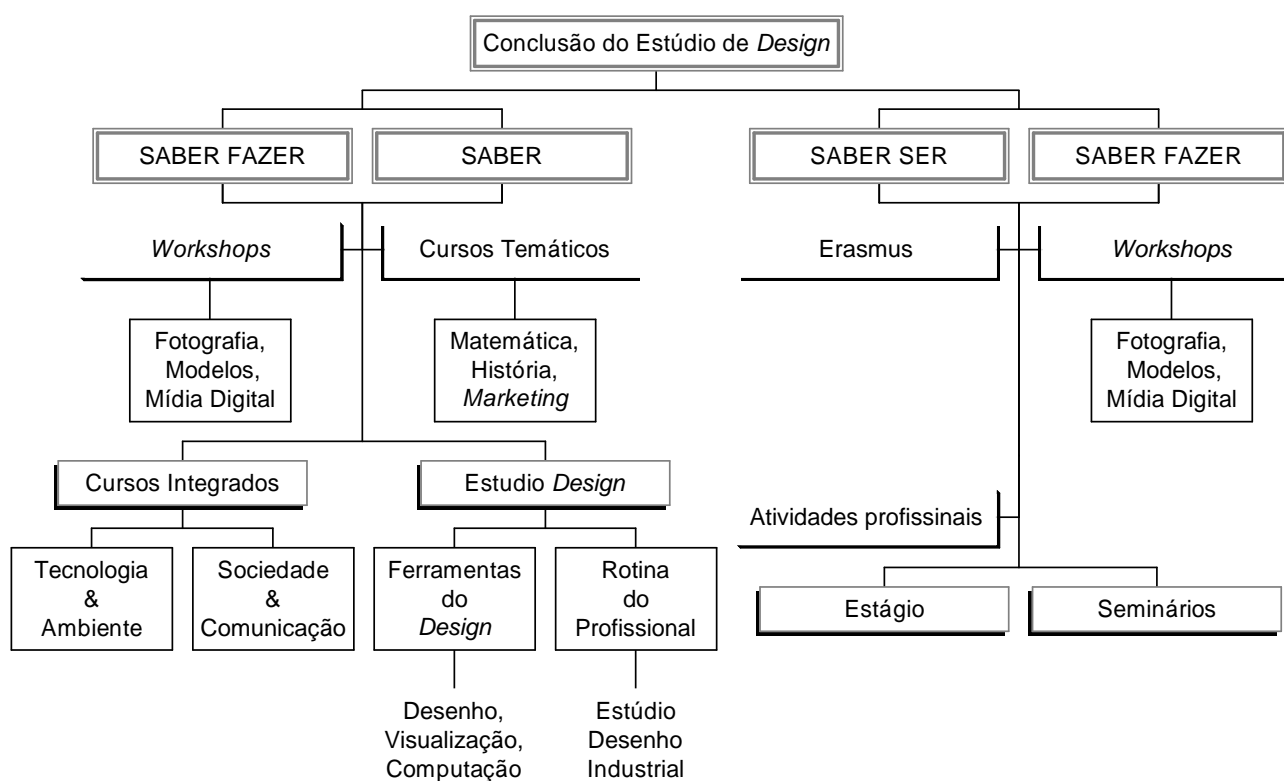 Conclusão do Estúdio de Design
SABER FAZER
SABER
SABER SER
SABER FAZER
Workshops
Cursos Temáticos
Erasmus
Workshops
Fotografia,
Modelos,
Mídia Digital
Matemática,
História,
Marketing
Fotografia,
Modelos,
Mídia Digital
Cursos Integrados
Estudio Design
Atividades profissinais
Tecnologia
&
Ambiente
Sociedade
&
Comunicação
Ferramentas
do
Design
Rotina
do
Profissional
Estágio
Seminários
Desenho,
Visualização,
Computação
Estúdio
Desenho
Industrial